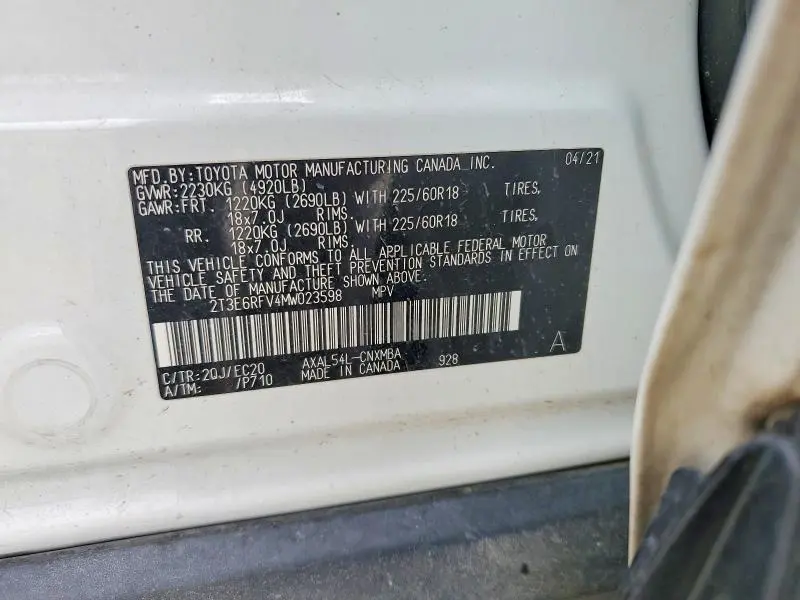 MFD. BY: TOYOTA MOTOR MANUFACTURING CANADA INC. 04/21
GVWR: 2230KG (4920LB)
GAWR: FRT. 1220KG (2690LB) WITH 225/60R18 TIRES,
18x7.0J RIMS.
RR. 1220KG (2690LB) WITH 225/60R18 TIRES,
18x7.0J RIMS.
THIS VEHICLE CONFORMS TO ALL APPLICABLE FEDERAL MOTOR
VEHICLE SAFETY AND THEFT PREVENTION STANDARDS IN EFFECT ON
THE DATE OF MANUFACTURE SHOWN ABOVE.
2T3E6RFV4MW023598 MPV
C/TR: 20J/EC20 AXAL54L-CNXMBA 928
A/TM: /P710 MADE IN CANADA A